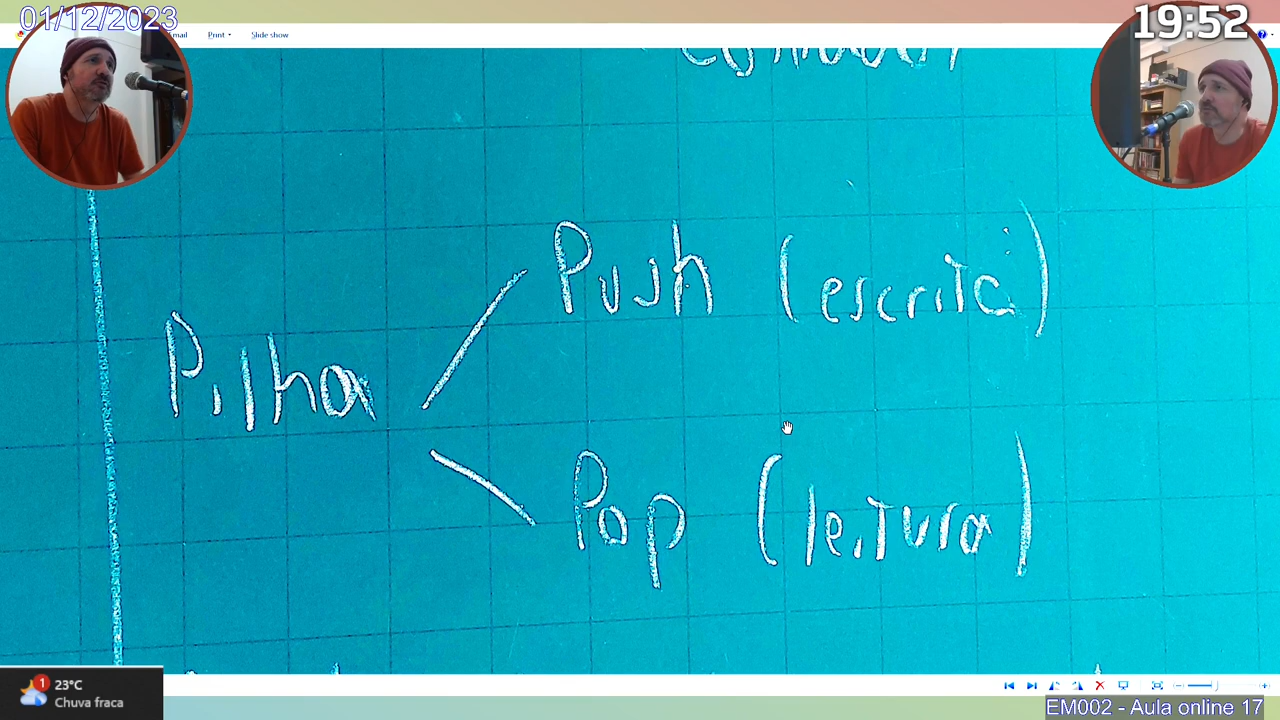 01/12/2023
19:52
Print
Slide show
Push (escrita)
Pilha
Pop (leitura)
1
23°C
Chuva fraca
EM002 - Aula online 17